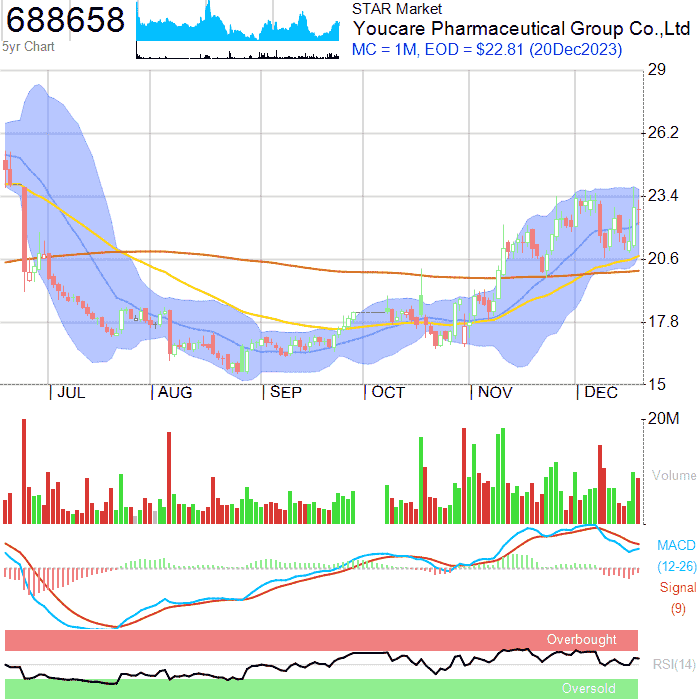 688658
5yr Chart
STAR Market
Youcare Pharmaceutical Group Co.,Ltd
MC = 1M, EOD = $22.81 (20Dec2023)
29
26.2
23.4
20.6
17.8
15
JUL AUG SEP OCT NOV DEC
20M
Volume
MACD
(12-26)
Signal
(9)
Overbought
RSI(14)
Oversold